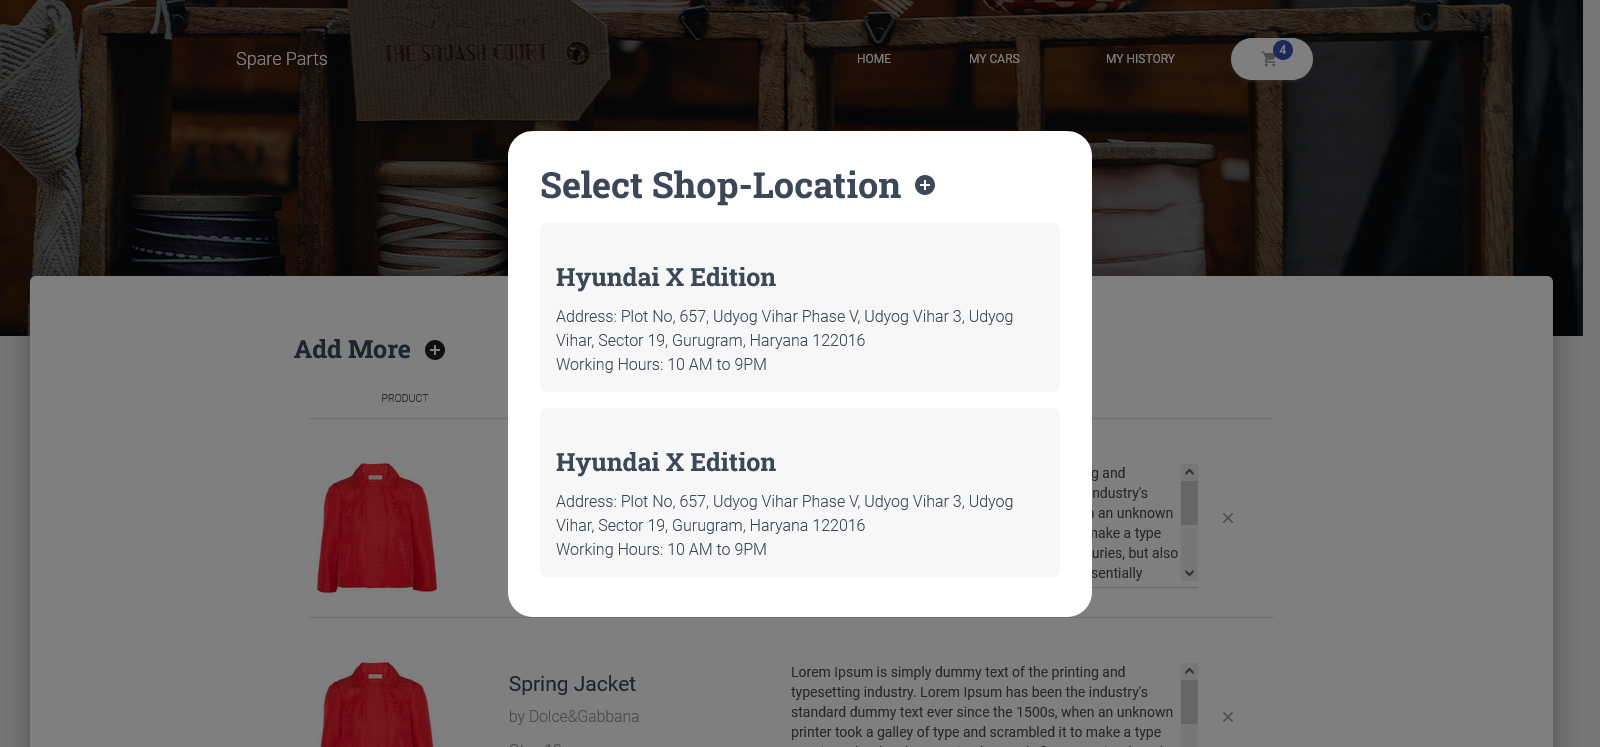 THE SQUASH COURT
Spare Parts
HOME
MY CARS
MY HISTORY
4
Select Shop-Location
Hyundai X Edition
Address: Plot No, 657, Udyog Vihar Phase V, Udyog Vihar 3, Udyog
Vihar, Sector 19, Gurugram, Haryana 122016
Working Hours: 10 AM to 9PM
Hyundai X Edition
Address: Plot No, 657, Udyog Vihar Phase V, Udyog Vihar 3, Udyog
Vihar, Sector 19, Gurugram, Haryana 122016
Working Hours: 10 AM to 9PM
Add More
PRODUCT
g and
ndustry's
an unknown
make a type
uries, but also
sentially
Spring Jacket
by Dolce&Gabbana
Lorem Ipsum is simply dummy text of the printing and
typesetting industry. Lorem Ipsum has been the industry's
standard dummy text ever since the 1500s, when an unknown
printer took a galley of type and scrambled it to make a type